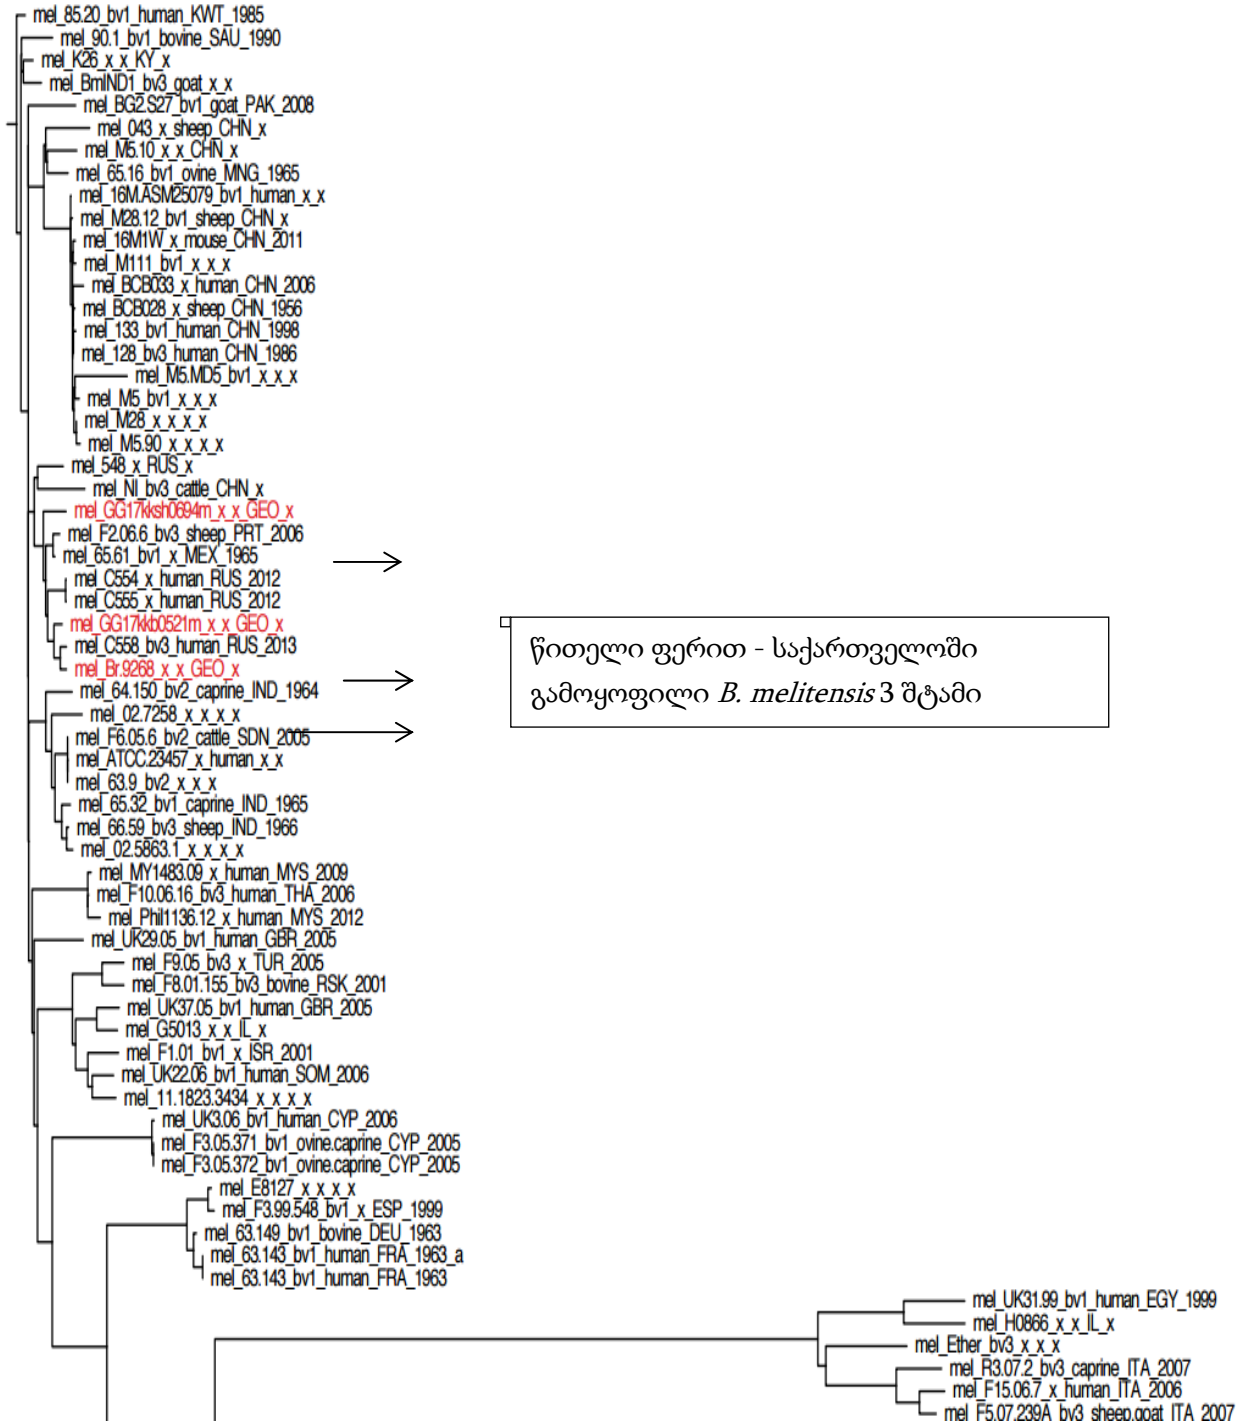 mel_85.20_bv1_human_KWT_1985
mel_90.1_bv1_bovine_SAU_1990
mel_K26_x_x_KY_x
mel_BmIND1_bv3_goat_x_x
mel_BG2.S27_bv1_goat_PAK_2008
mel_043_x_sheep_CHN_x
mel_M5.10_x_x_CHN_x
mel_65.16_bv1_ovine_MNG_1965
mel_16M.ASM25079_bv1_human_x_x
mel_M28.12_bv1_sheep_CHN_x
mel_16M1W_x_mouse_CHN_2011
mel_M111_bv1_x_x_x
mel_BCB033_x_human_CHN_2006
mel_BCB028_x_sheep_CHN_1956
mel_133_bv1_human_CHN_1998
mel_128_bv3_human_CHN_1986
mel_M5.MD5_bv1_x_x_x
mel_M5_bv1_x_x_x
mel_M28_x_x_x_x
mel_M5.90_x_x_x_x
mel_548_x_RUS_x
mel_NI_bv3_cattle_CHN_x
mel_GG17kksh0694m_x_x_GEO_x
mel_F2.06.6_bv3_sheep_PRT_2006
mel_65.61_bv1_x_MEX_1965
mel_C554_x_human_RUS_2012
mel_C555_x_human_RUS_2012
mel_GG17kkb0521m_x_x_GEO_x
mel_C558_bv3_human_RUS_2013
mel_Br.9268_x_x_GEO_x
წითელი ფერით - საქართველოში
გამოყოფილი B. melitensis 3 შტამი
mel_64.150_bv2_caprine_IND_1964
mel_02.7258_x_x_x_x
mel_F6.05.6_bv2_cattle_SDN_2005
mel_ATCC.23457_x_human_x_x
mel_63.9_bv2_x_x_x
mel_65.32_bv1_caprine_IND_1965
mel_66.59_bv3_sheep_IND_1966
mel_02.5863.1_x_x_x_x
mel_MY1483.09_x_human_MYS_2009
mel_F10.06.16_bv3_human_THA_2006
mel_Phil1136.12_x_human_MYS_2012
mel_UK29.05_bv1_human_GBR_2005
mel_F9.05_bv3_x_TUR_2005
mel_F8.01.155_bv3_bovine_RSK_2001
mel_UK37.05_bv1_human_GBR_2005
mel_G5013_x_x_IL_x
mel_F1.01_bv1_x_ISR_2001
mel_UK22.06_bv1_human_SOM_2006
mel_11.1823.3434_x_x_x_x
mel_UK3.06_bv1_human_CYP_2006
mel_F3.05.371_bv1_ovine.caprine_CYP_2005
mel_F3.05.372_bv1_ovine.caprine_CYP_2005
mel_E8127_x_x_x_x
mel_F3.99.548_bv1_x_ESP_1999
mel_63.149_bv1_bovine_DEU_1963
mel_63.143_bv1_human_FRA_1963_a
mel_63.143_bv1_human_FRA_1963
mel_UK31.99_bv1_human_EGY_1999
mel_H0866_x_x_IL_x
mel_Ether_bv3_x_x_x
mel_R3.07.2_bv3_caprine_ITA_2007
mel_F15.06.7_x_human_ITA_2006
mel_F5.07.239A_bv3_sheep.goat_ITA_2007